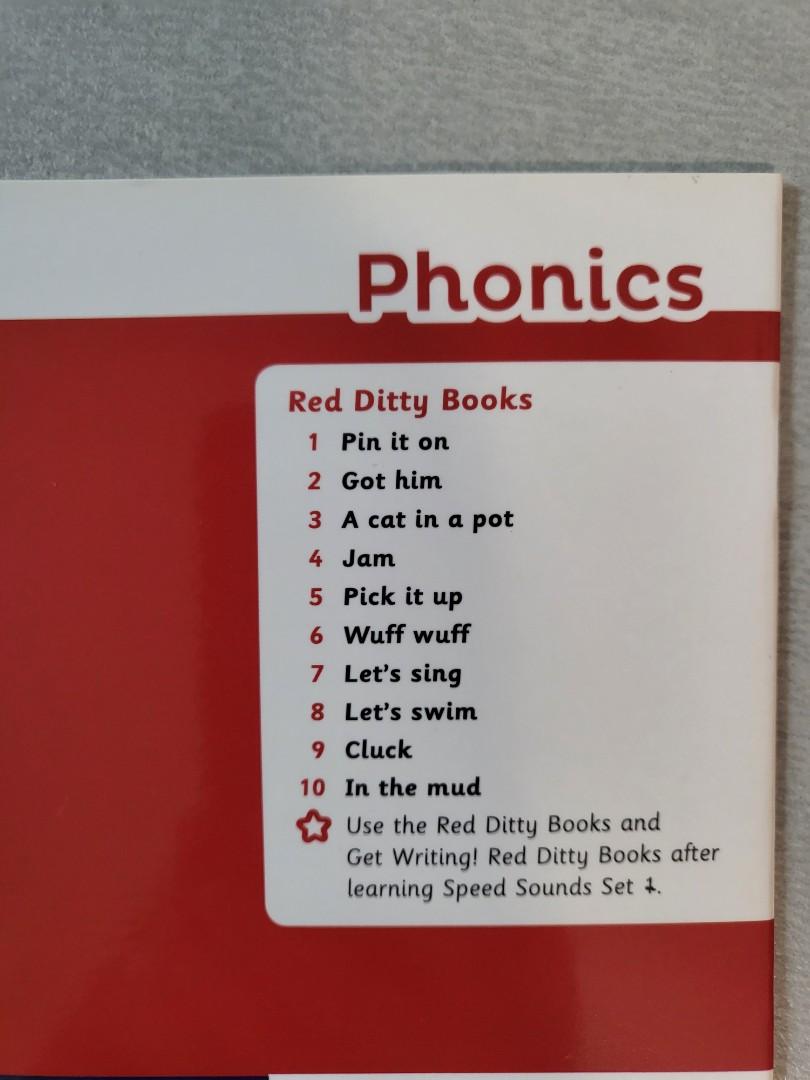 Phonics
Red Ditty Books
1 Pin it on
2 Got him
3 A cat in a pot
4 Jam
5 Pick it up
6 Wuff wuff
7 Let's sing
8 Let's swim
9 Cluck
10 In the mud
Use the Red Ditty Books and
Get Writing! Red Ditty Books after
learning Speed Sounds Set 1.